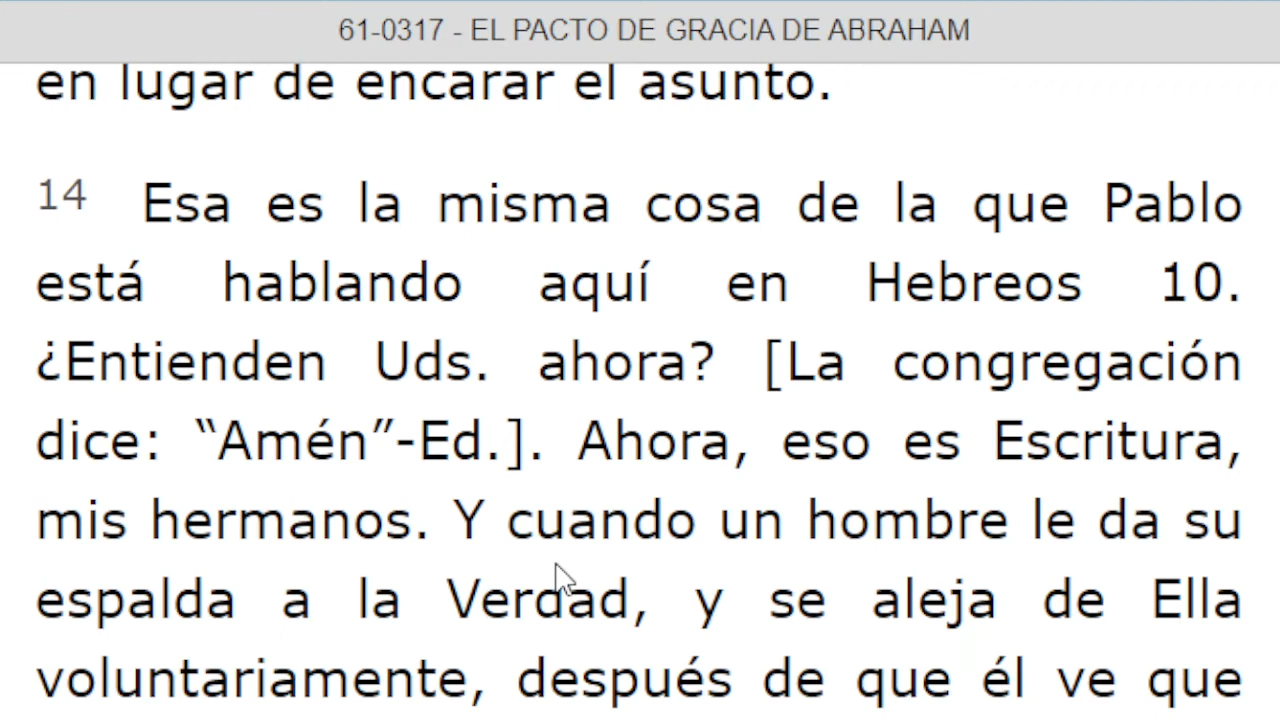 61-0317 - EL PACTO DE GRACIA DE ABRAHAM
en lugar de encarar el asunto.
14 Esa es la misma cosa de la que Pablo
está hablando aquí en Hebreos 10.
¿Entienden Uds. ahora? [La congregación
dice: “Amén”-Ed.]. Ahora, eso es Escritura,
mis hermanos. Y cuando un hombre le da su
espalda a la Verdad, y se aleja de Ella
voluntariamente, después de que él ve que